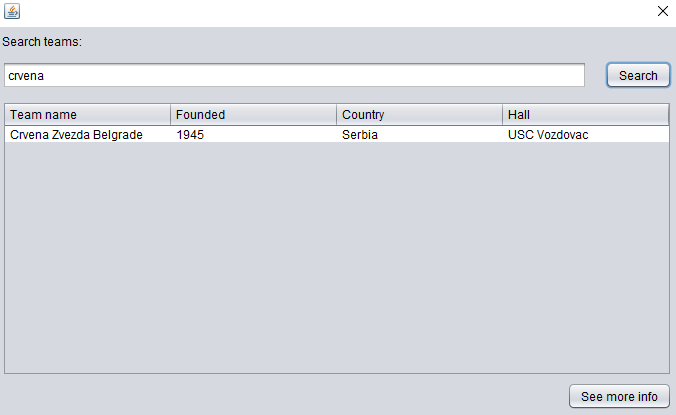 Search teams:
crvena
Search
Team name Founded Country Hall
Crvena Zvezda Belgrade 1945 Serbia USC Vozdovac
See more info